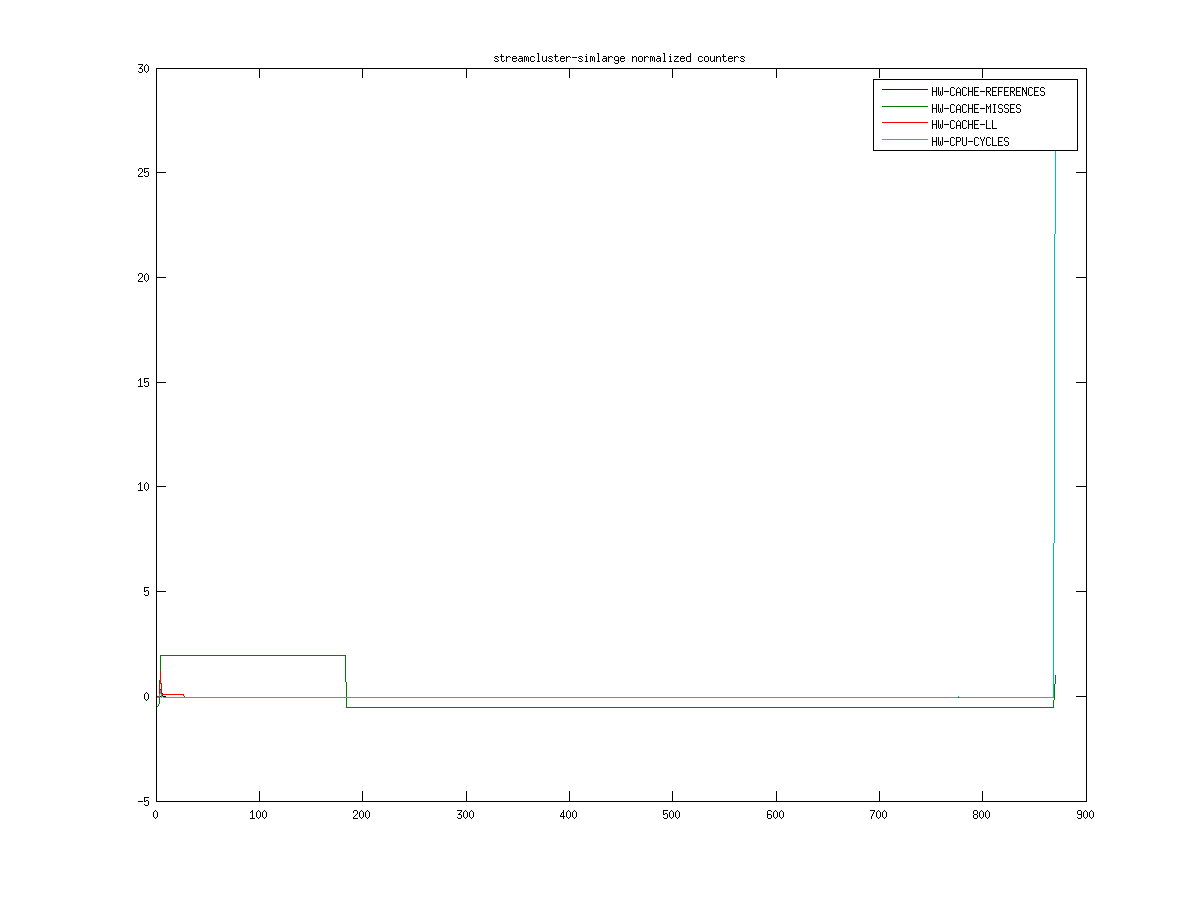 streamcluster-simlarge normalized counters
30
HW-CACHE-REFERENCES
HW-CACHE-MISSES
HW-CACHE-LL
HW-CPU-CYCLES
25
20
15
10
5
0
-5
0 100 200 300 400 500 600 700 800 900